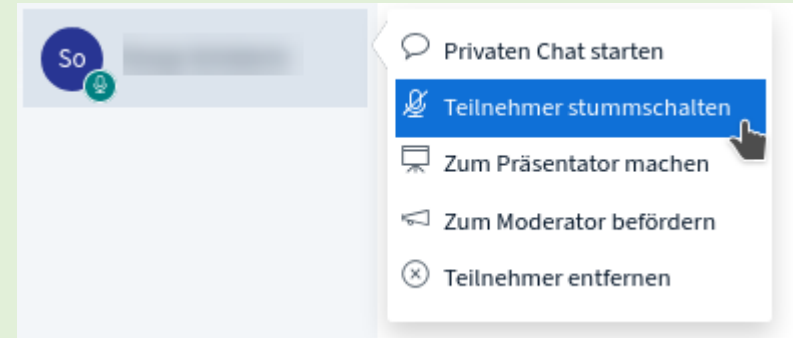 So
Privaten Chat starten
Teilnehmer stummschalten
Zum Präsentator machen
Zum Moderator befördern
Teilnehmer entfernen